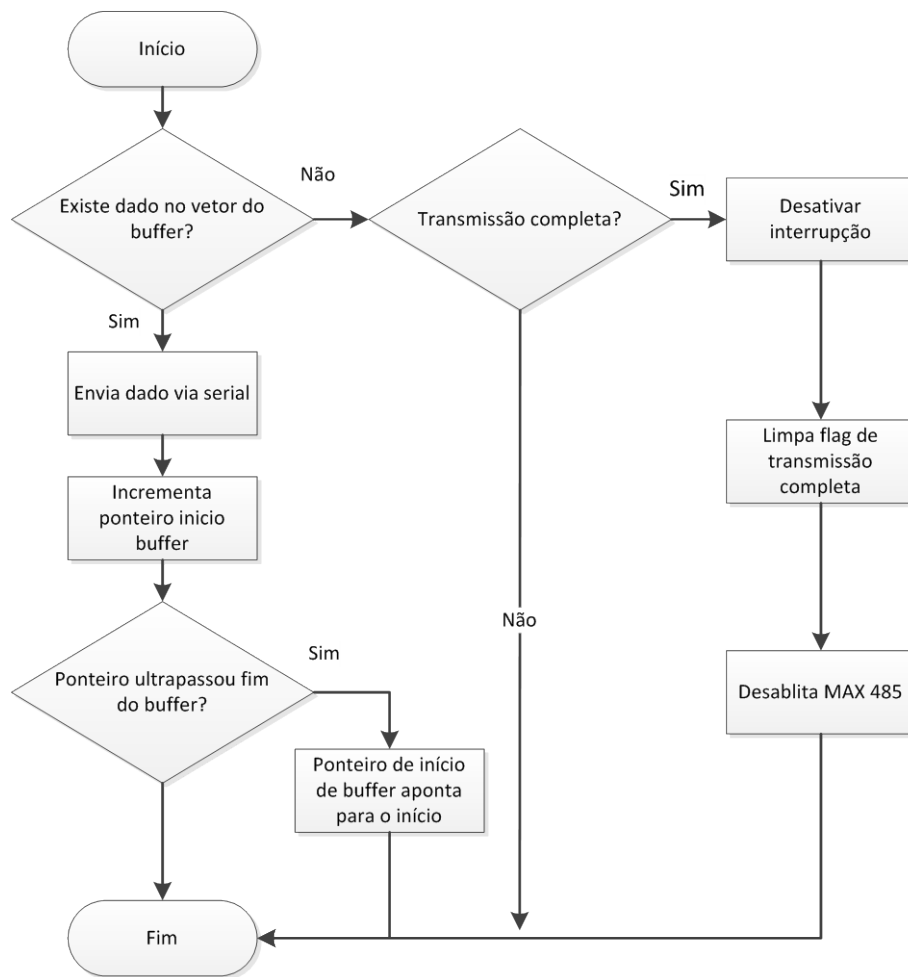 Início
Não
Existe dado no vetor do
buffer?
Transmissão completa?
Sim
Desativar
interrupção
Sim
Envia dado via serial
Limpa flag de
transmissão
completa
Incrementa
ponteiro inicio
buffer
Não
Sim
Ponteiro ultrapassou fim
do buffer?
Desablita MAX 485
Ponteiro de início
de buffer aponta
para o início
Fim